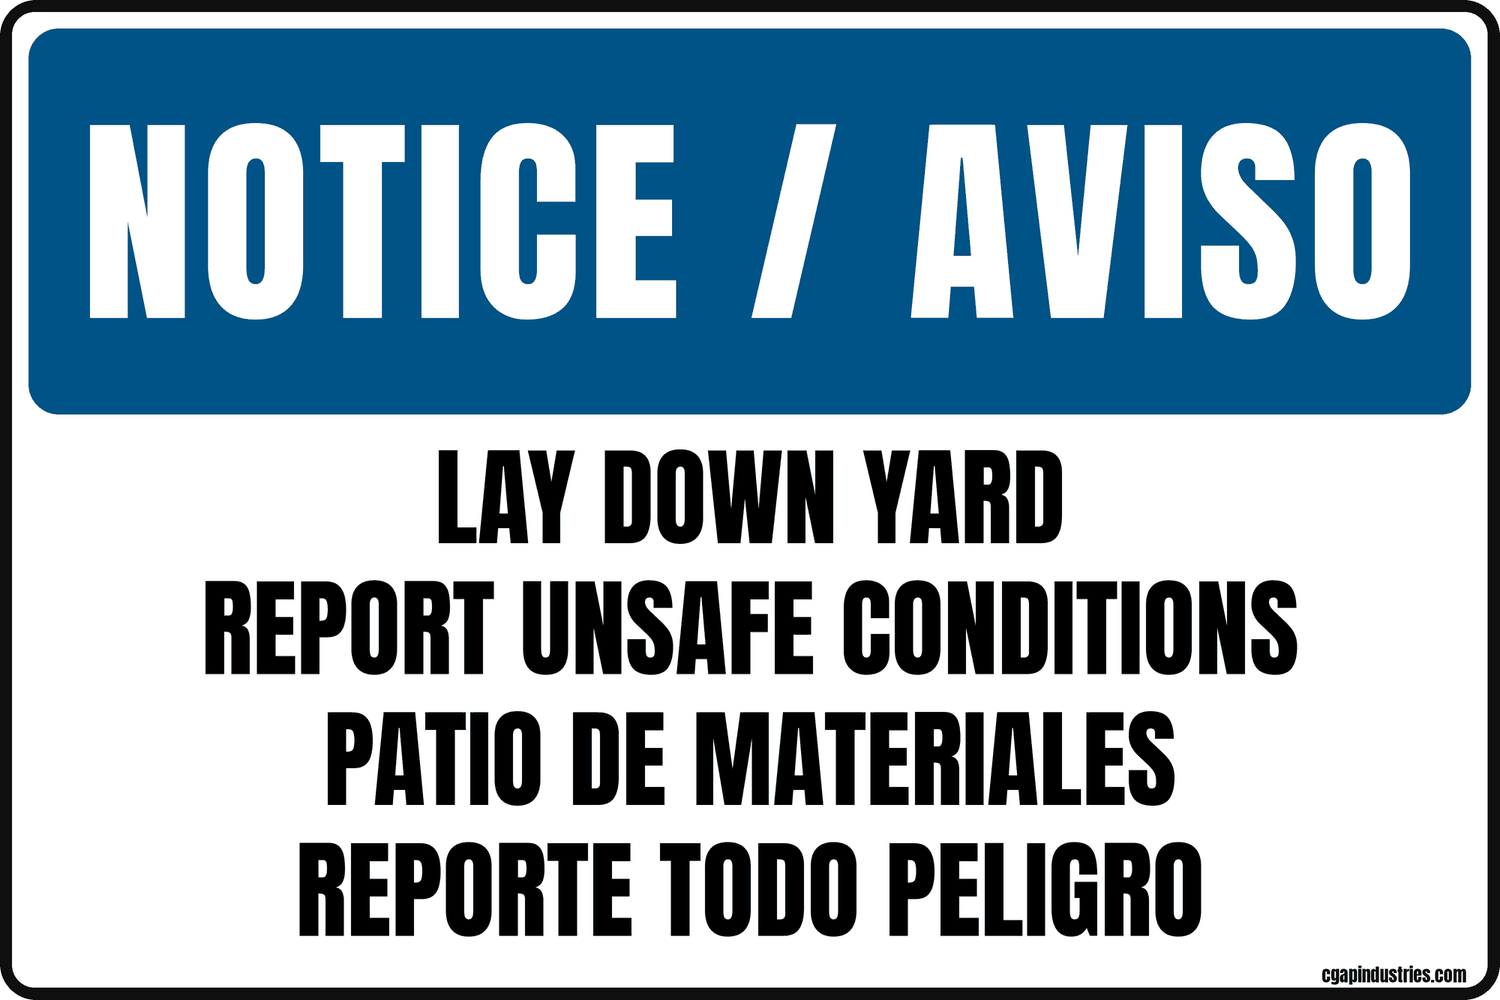 NOTICE / AVISO
LAY DOWN YARD
REPORT UNSAFE CONDITIONS
PATIO DE MATERIALES
REPORTE TODO PELIGRO
cgapindustries.com